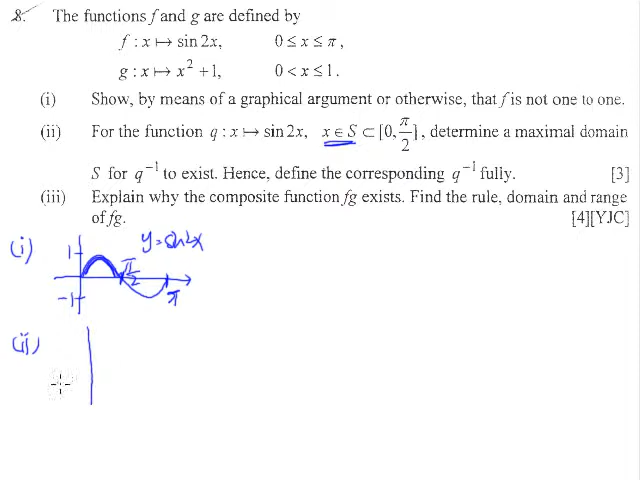 8. The functions f and g are defined by
f : x ↦ sin 2x, 0 ≤ x ≤ π,
g : x ↦ x² + 1, 0 < x ≤ 1.
(i) Show, by means of a graphical argument or otherwise, that f is not one to one.
(ii) For the function q : x ↦ sin 2x, x ∈ S ⊂ [0, π/2], determine a maximal domain
S for q⁻¹ to exist. Hence, define the corresponding q⁻¹ fully. [3]
(iii) Explain why the composite function fg exists. Find the rule, domain and range
of fg. [4][YJC]
(i) 1 y = sin 2x
π/2
-1 π
(ii)